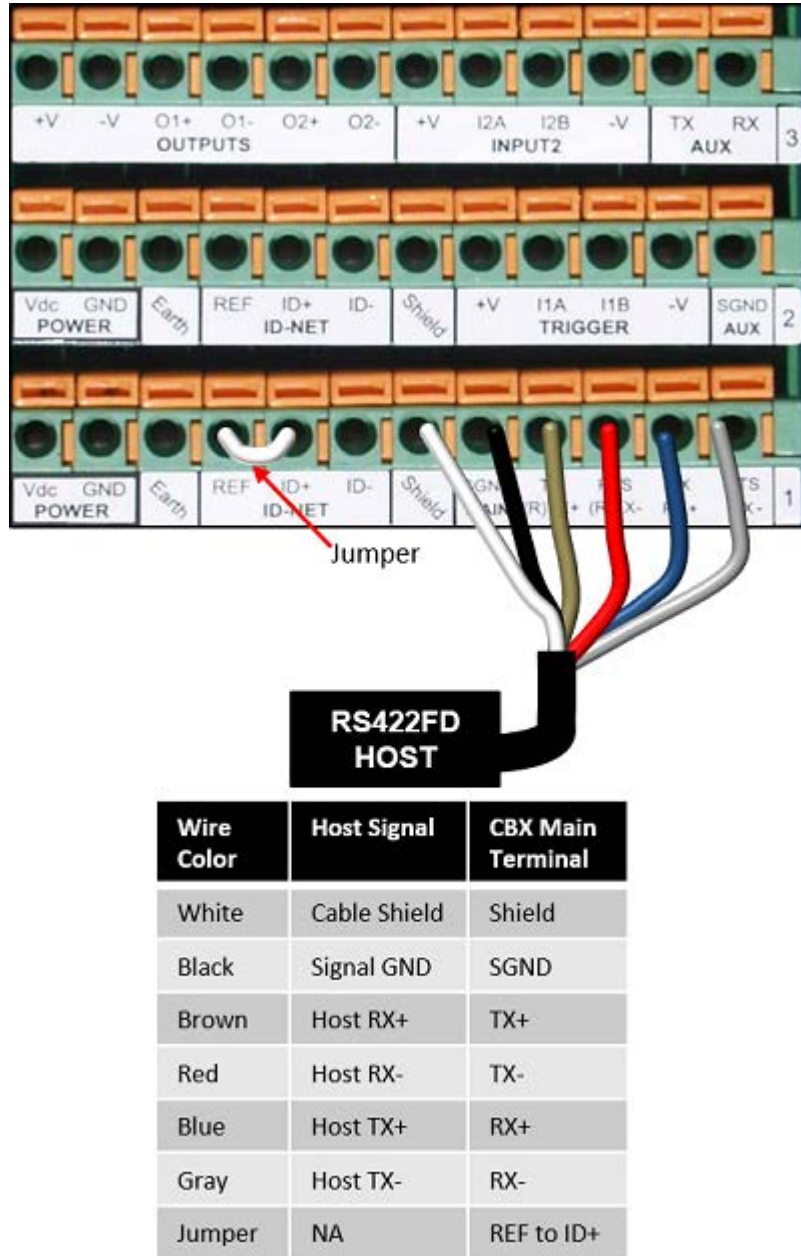 +V -V O1+ O1- O2+ O2- +V I2A I2B -V TX RX
OUTPUTS INPUT2 AUX 3
Vdc GND Earth REF ID+ ID- Shield +V I1A I1B -V SGND
POWER ID-NET TRIGGER AUX 2
Vdc GND Earth REF ID+ ID- Shield
POWER ID-NET 1
Jumper
RS422FD
HOST
Wire Color Host Signal CBX Main Terminal
White Cable Shield Shield
Black Signal GND SGND
Brown Host RX+ TX+
Red Host RX- TX-
Blue Host TX+ RX+
Gray Host TX- RX-
Jumper NA REF to ID+